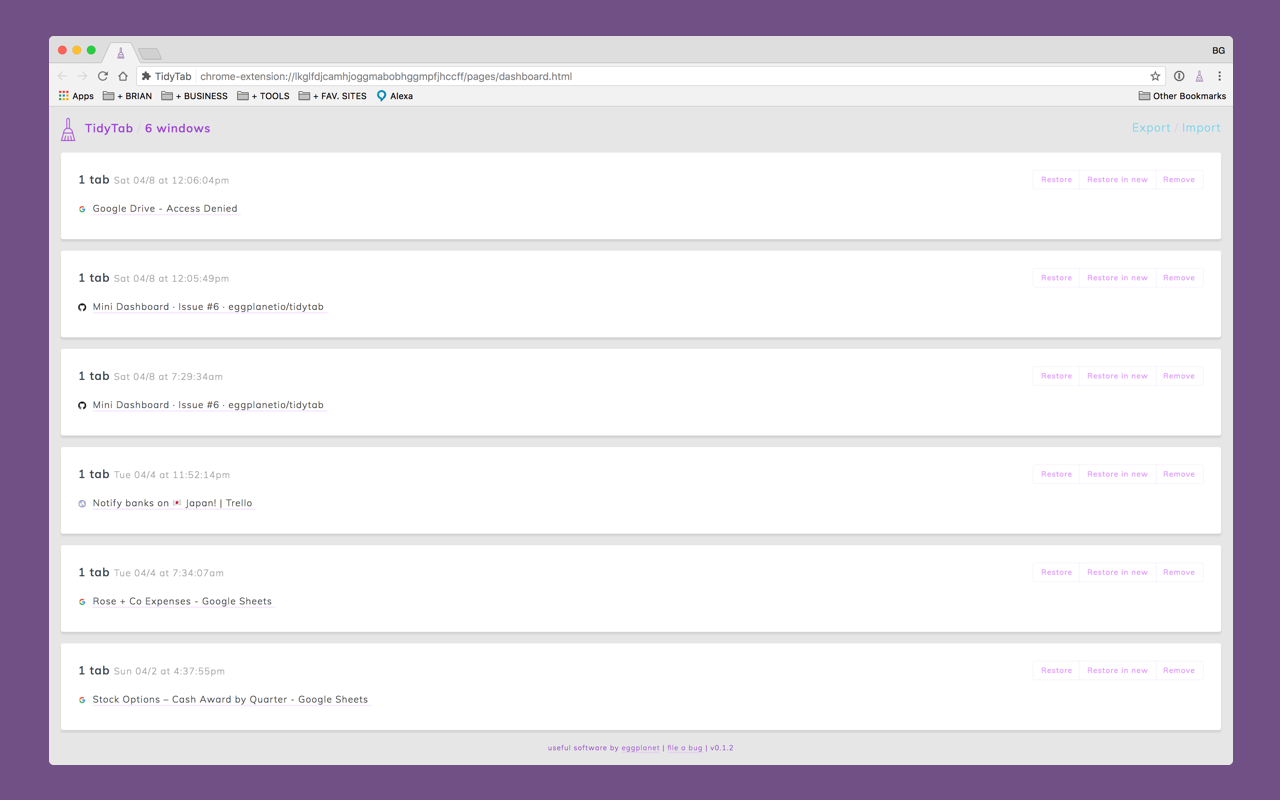 BG
TidyTab chrome-extension://lkglfdjcamhjoggmabobhggmpfjhccff/pages/dashboard.html
Apps + BRIAN + BUSINESS + TOOLS + FAV. SITES Alexa Other Bookmarks
TidyTab / 6 windows Export / Import
1 tab Sat 04/8 at 12:06:04pm Restore Restore in new Remove
Google Drive - Access Denied
1 tab Sat 04/8 at 12:05:49pm Restore Restore in new Remove
Mini Dashboard · Issue #6 · eggplanetio/tidytab
1 tab Sat 04/8 at 7:29:34am Restore Restore in new Remove
Mini Dashboard · Issue #6 · eggplanetio/tidytab
1 tab Tue 04/4 at 11:52:14pm Restore Restore in new Remove
Notify banks on 💌 Japan! | Trello
1 tab Tue 04/4 at 7:34:07am Restore Restore in new Remove
Rose + Co Expenses - Google Sheets
1 tab Sun 04/2 at 4:37:55pm Restore Restore in new Remove
Stock Options – Cash Award by Quarter - Google Sheets
useful software by eggplanet | file a bug | v0.1.2